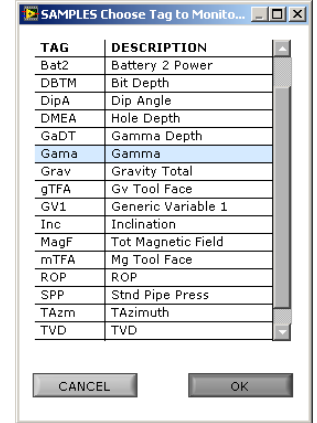 SAMPLES Choose Tag to Monito...
TAG DESCRIPTION
Bat2 Battery 2 Power
DBTM Bit Depth
DipA Dip Angle
DMEA Hole Depth
GaDT Gamma Depth
Gama Gamma
Grav Gravity Total
gTFA Gv Tool Face
GV1 Generic Variable 1
Inc Inclination
MagF Tot Magnetic Field
mTFA Mg Tool Face
ROP ROP
SPP Stnd Pipe Press
TAzm TAzimuth
TVD TVD
CANCEL OK